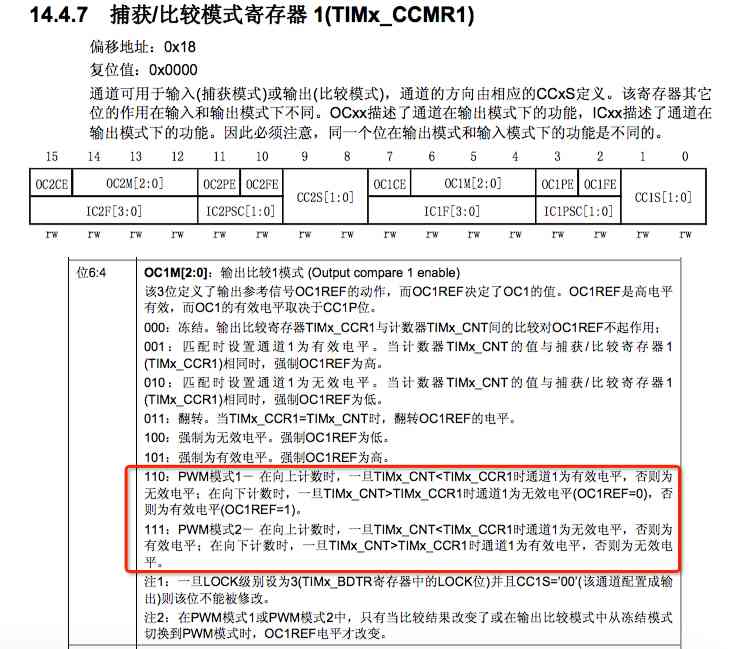 14.4.7 捕获/比较模式寄存器 1(TIMx_CCMR1)
偏移地址：0x18
复位值：0x0000
通道可用于输入(捕获模式)或输出(比较模式)，通道的方向由相应的CCxS定义。该寄存器其它
位的作用在输入和输出模式下不同。OCxx描述了通道在输出模式下的功能，ICxx描述了通道在
输出模式下的功能。因此必须注意，同一个位在输出模式和输入模式下的功能是不同的。
15 14 13 12 11 10 9 8 7 6 5 4 3 2 1 0
OC2CE OC2M[2:0] OC2PE OC2FE CC2S[1:0] OC1CE OC1M[2:0] OC1PE OC1FE CC1S[1:0]
IC2F[3:0] IC2PSC[1:0] IC1F[3:0] IC1PSC[1:0]
rw rw rw rw rw rw rw rw rw rw rw rw rw rw rw rw
位6:4 OC1M[2:0]：输出比较1模式 (Output compare 1 enable)
该3位定义了输出参考信号OC1REF的动作，而OC1REF决定了OC1的值。OC1REF是高电平
有效，而OC1的有效电平取决于CC1P位。
000：冻结。输出比较寄存器TIMx_CCR1与计数器TIMx_CNT间的比较对OC1REF不起作用；
001：匹配时设置通道1为有效电平。当计数器TIMx_CNT的值与捕获/比较寄存器1
(TIMx_CCR1)相同时，强制OC1REF为高。
010：匹配时设置通道1为无效电平。当计数器TIMx_CNT的值与捕获/比较寄存器1
(TIMx_CCR1)相同时，强制OC1REF为低。
011：翻转。当TIMx_CCR1=TIMx_CNT时，翻转OC1REF的电平。
100：强制为无效电平。强制OC1REF为低。
101：强制为有效电平。强制OC1REF为高。
110：PWM模式1－ 在向上计数时，一旦TIMx_CNT<TIMx_CCR1时通道1为有效电平，否则为
无效电平；在向下计数时，一旦TIMx_CNT>TIMx_CCR1时通道1为无效电平(OC1REF=0)，否
则为有效电平(OC1REF=1)。
111：PWM模式2－ 在向上计数时，一旦TIMx_CNT<TIMx_CCR1时通道1为无效电平，否则为
有效电平；在向下计数时，一旦TIMx_CNT>TIMx_CCR1时通道1为有效电平，否则为无效电
平。
注1：一旦LOCK级别设为3(TIMx_BDTR寄存器中的LOCK位)并且CC1S='00'(该通道配置成输
出)则该位不能被修改。
注2：在PWM模式1或PWM模式2中，只有当比较结果改变了或在输出比较模式中从冻结模式
切换到PWM模式时，OC1REF电平才改变。